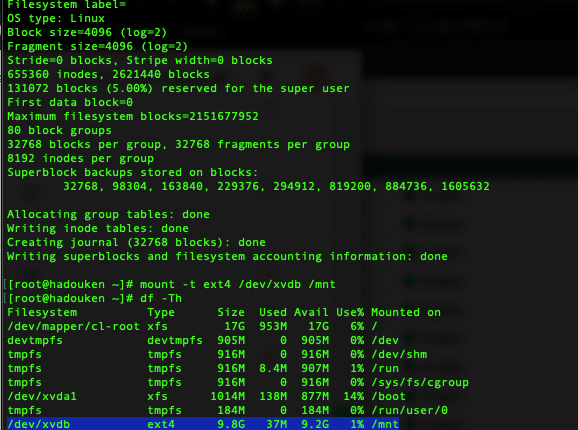 Filesystem label=
OS type: Linux
Block size=4096 (log=2)
Fragment size=4096 (log=2)
Stride=0 blocks, Stripe width=0 blocks
655360 inodes, 2621440 blocks
131072 blocks (5.00%) reserved for the super user
First data block=0
Maximum filesystem blocks=2151677952
80 block groups
32768 blocks per group, 32768 fragments per group
8192 inodes per group
Superblock backups stored on blocks:
        32768, 98304, 163840, 229376, 294912, 819200, 884736, 1605632

Allocating group tables: done
Writing inode tables: done
Creating journal (32768 blocks): done
Writing superblocks and filesystem accounting information: done

[[root@hadouken ~]# mount -t ext4 /dev/xvdb /mnt
[[root@hadouken ~]# df -Th
Filesystem          Type      Size  Used Avail Use% Mounted on
/dev/mapper/cl-root xfs        17G  953M   17G   6% /
devtmpfs            devtmpfs  905M     0  905M   0% /dev
tmpfs               tmpfs     916M     0  916M   0% /dev/shm
tmpfs               tmpfs     916M  8.4M  907M   1% /run
tmpfs               tmpfs     916M     0  916M   0% /sys/fs/cgroup
/dev/xvda1          xfs      1014M  138M  877M  14% /boot
tmpfs               tmpfs     184M     0  184M   0% /run/user/0
/dev/xvdb           ext4      9.8G   37M  9.2G   1% /mnt